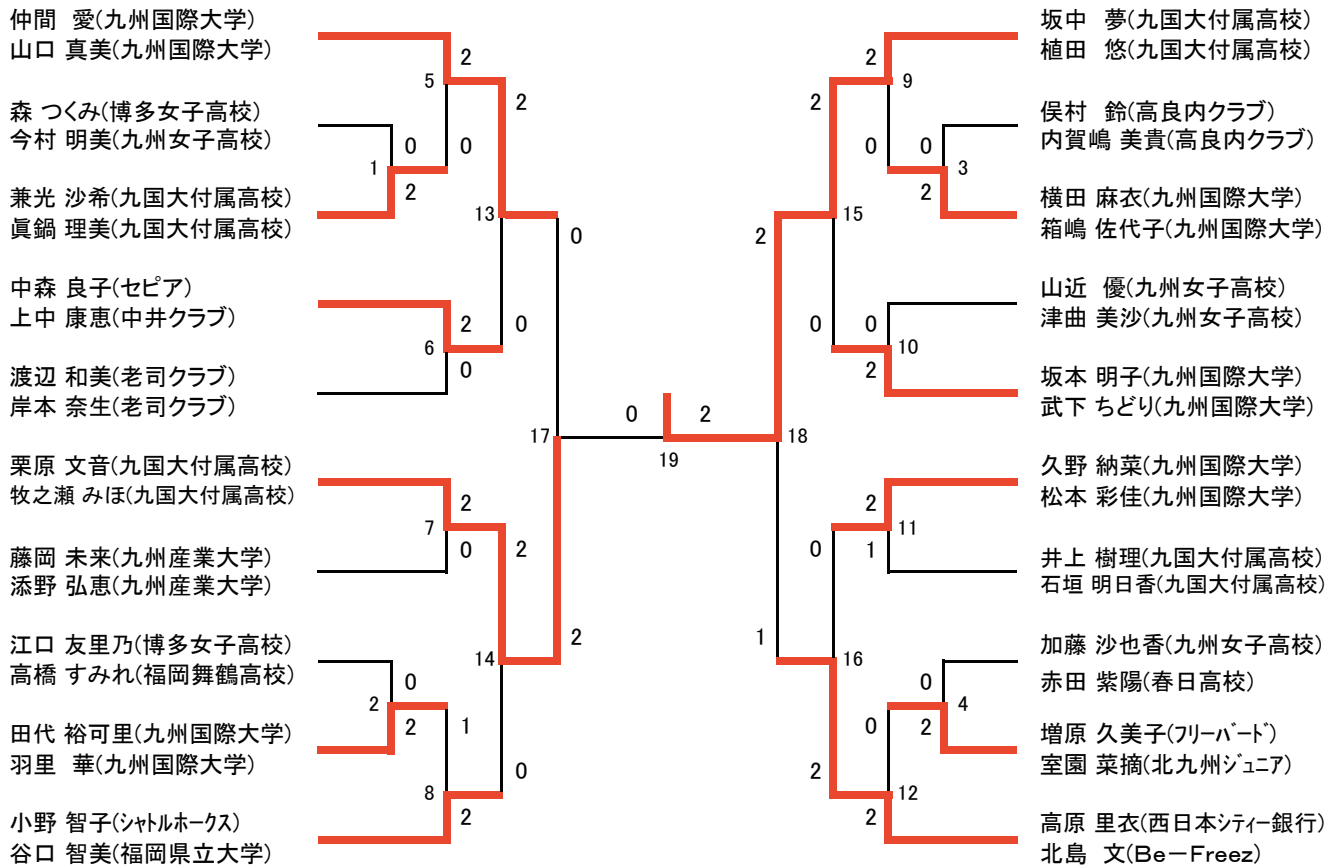 仲間　愛(九州国際大学)
山口 真美(九州国際大学)
森 つくみ(博多女子高校)
今村 明美(九州女子高校)
兼光 沙希(九国大付属高校)
眞鍋 理美(九国大付属高校)
中森 良子(セピア)
上中 康恵(中井クラブ)
渡辺 和美(老司クラブ)
岸本 奈生(老司クラブ)
栗原 文音(九国大付属高校)
牧之瀬 みほ(九国大付属高校)
藤岡 未来(九州産業大学)
添野 弘恵(九州産業大学)
江口 友里乃(博多女子高校)
高橋 すみれ(福岡舞鶴高校)
田代 裕可里(九州国際大学)
羽里　華(九州国際大学)
小野 智子(シャトルホークス)
谷口 智美(福岡県立大学)
2
5
2
0
0
1
2
13
0
2
0
6
0
17
2
7
2
0
2
14
0
2
2
1
0
8
2
0
2
19
2
9
2
0
0
3
2
15
2
0
0
10
2
18
2
11
0
1
1
16
0
4
0
2
2
12
坂中　夢(九国大付属高校)
植田　悠(九国大付属高校)
俣村　鈴(高良内クラブ)
内賀嶋 美貴(高良内クラブ)
横田 麻衣(九州国際大学)
箱嶋 佐代子(九州国際大学)
山近　優(九州女子高校)
津曲 美沙(九州女子高校)
坂本 明子(九州国際大学)
武下 ちどり(九州国際大学)
久野 納菜(九州国際大学)
松本 彩佳(九州国際大学)
井上 樹理(九国大付属高校)
石垣 明日香(九国大付属高校)
加藤 沙也香(九州女子高校)
赤田 紫陽(春日高校)
増原 久美子(ﾌﾘｰﾊﾞｰﾄﾞ)
室園 菜摘(北九州ｼﾞｭﾆｱ)
高原 里衣(西日本シティー銀行)
北島　文(Be－Freez)